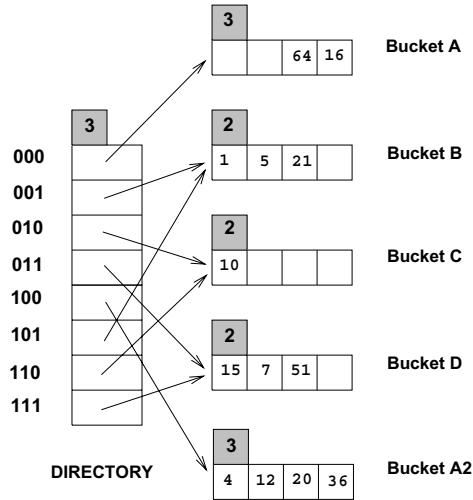 3
64 16 Bucket A
3
2
000 1 5 21 Bucket B
001
010 2
011 10 Bucket C
100
101 2
110 15 7 51 Bucket D
111
3
DIRECTORY 4 12 20 36 Bucket A2